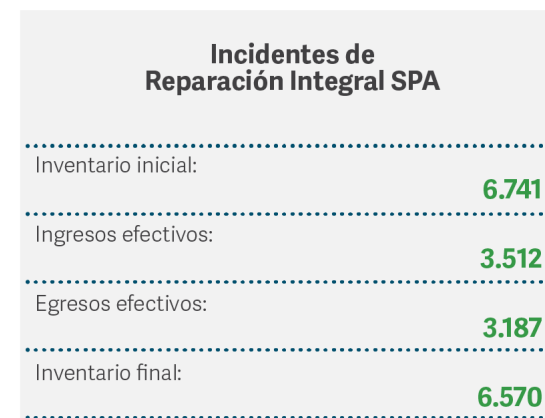 Incidentes de
Reparación Integral SPA
Inventario inicial:
6.741
Ingresos efectivos:
3.512
Egresos efectivos:
3.187
Inventario final:
6.570